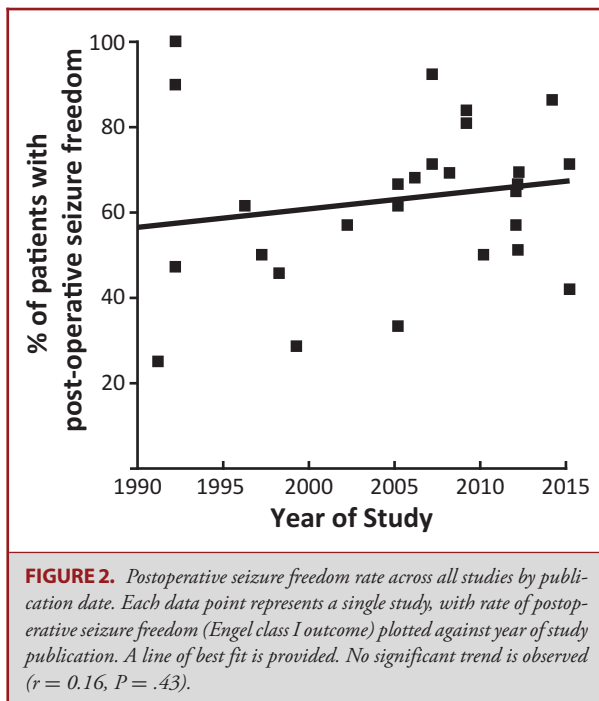 % of patients with
post-operative seizure freedom
100
80
60
40
20
1990 1995 2000 2005 2010 2015
Year of Study
FIGURE 2. Postoperative seizure freedom rate across all studies by publi-
cation date. Each data point represents a single study, with rate of postop-
erative seizure freedom (Engel class I outcome) plotted against year of study
publication. A line of best fit is provided. No significant trend is observed
(r = 0.16, P = .43).